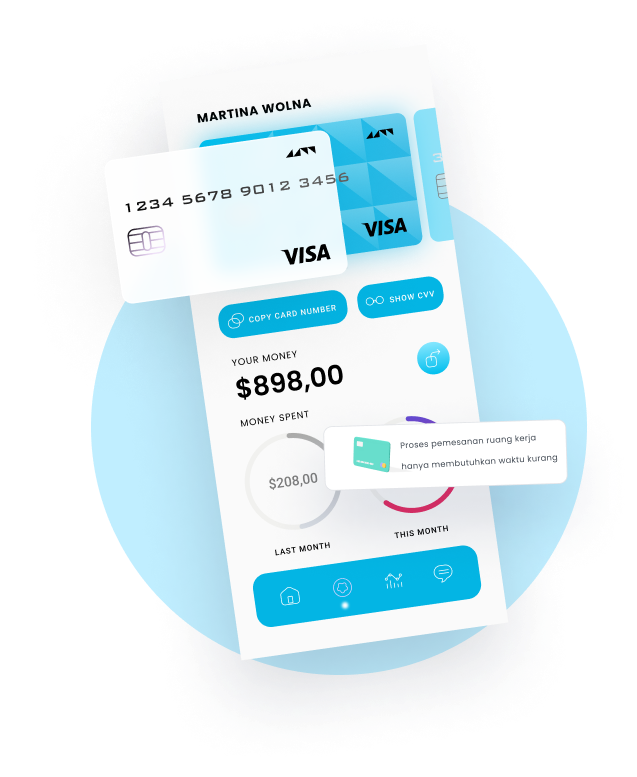 MARTINA WOLNA
1234 5678 9012 3456
VISA
VISA
3
COPY CARD NUMBER
SHOW CVV
YOUR MONEY
$898,00
MONEY SPENT
Proses pemesanan ruang kerja
hanya membutuhkan waktu kurang
$208,00
LAST MONTH
THIS MONTH